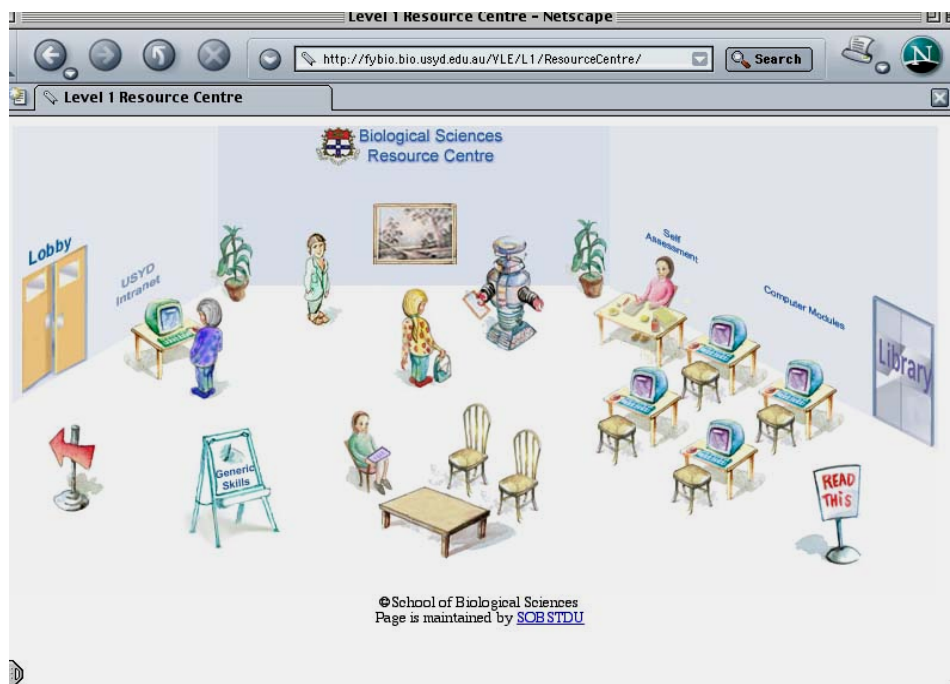 Level 1 Resource Centre - Netscape
http://fybio.bio.usyd.edu.au/VLE/L1/ResourceCentre/
Search
N
Level 1 Resource Centre
Biological Sciences
Resource Centre
Lobby
USYD
Intranet
Self
Assessment
Computer Modules
Library
Generic
Skills
READ
THiS
©School of Biological Sciences
Page is maintained by SOBSTDU